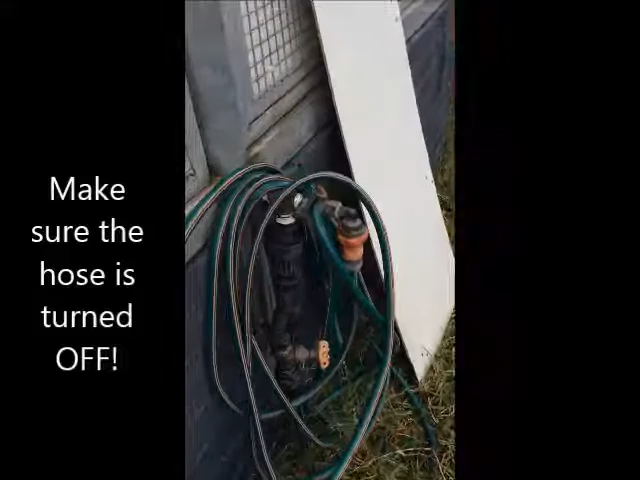 Make
sure the
hose is
turned
OFF!